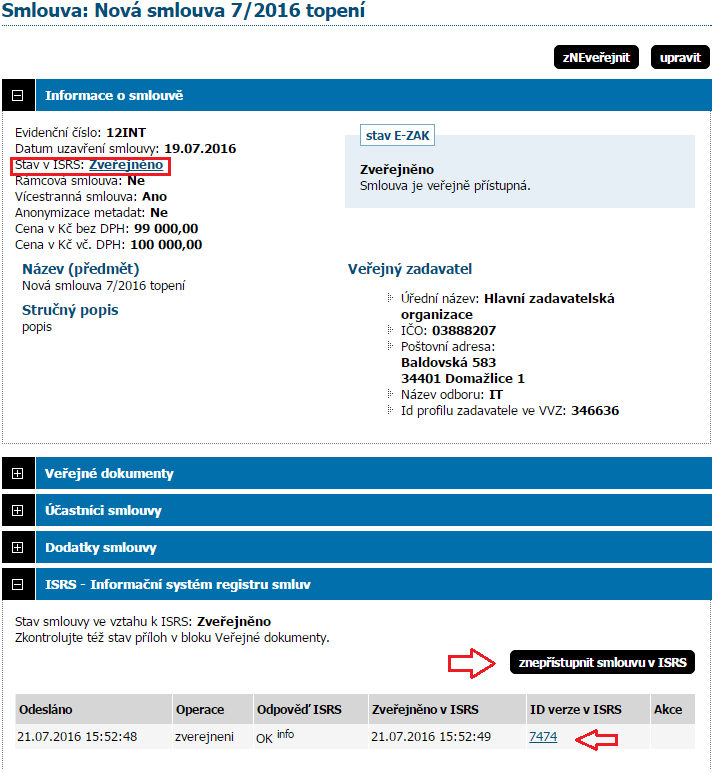 Smlouva: Nová smlouva 7/2016 topení
zNEveřejnit upravit
Informace o smlouvě
Evidenční číslo: 12INT
Datum uzavření smlouvy: 19.07.2016
Stav v ISRS: Zveřejněno
Rámcová smlouva: Ne
Vícestranná smlouva: Ano
Anonymizace metadat: Ne
Cena v Kč bez DPH: 99 000,00
Cena v Kč vč. DPH: 100 000,00
stav E-ZAK
Zveřejněno
Smlouva je veřejně přístupná.
Název (předmět)
Nová smlouva 7/2016 topení
Stručný popis
popis
Veřejný zadavatel
Úřední název: Hlavní zadavatelská
organizace
IČO: 03888207
Poštovní adresa:
Baldovská 583
34401 Domažlice 1
Název odboru: IT
Id profilu zadavatele ve VVZ: 346636
Veřejné dokumenty
Účastníci smlouvy
Dodatky smlouvy
ISRS - Informační systém registru smluv
Stav smlouvy ve vztahu k ISRS: Zveřejněno
Zkontrolujte též stav příloh v bloku Veřejné dokumenty.
znepřístupnit smlouvu v ISRS
Odesláno Operace Odpověď ISRS Zveřejněno v ISRS ID verze v ISRS Akce
21.07.2016 15:52:48 zverejneni OK info 21.07.2016 15:52:49 7474